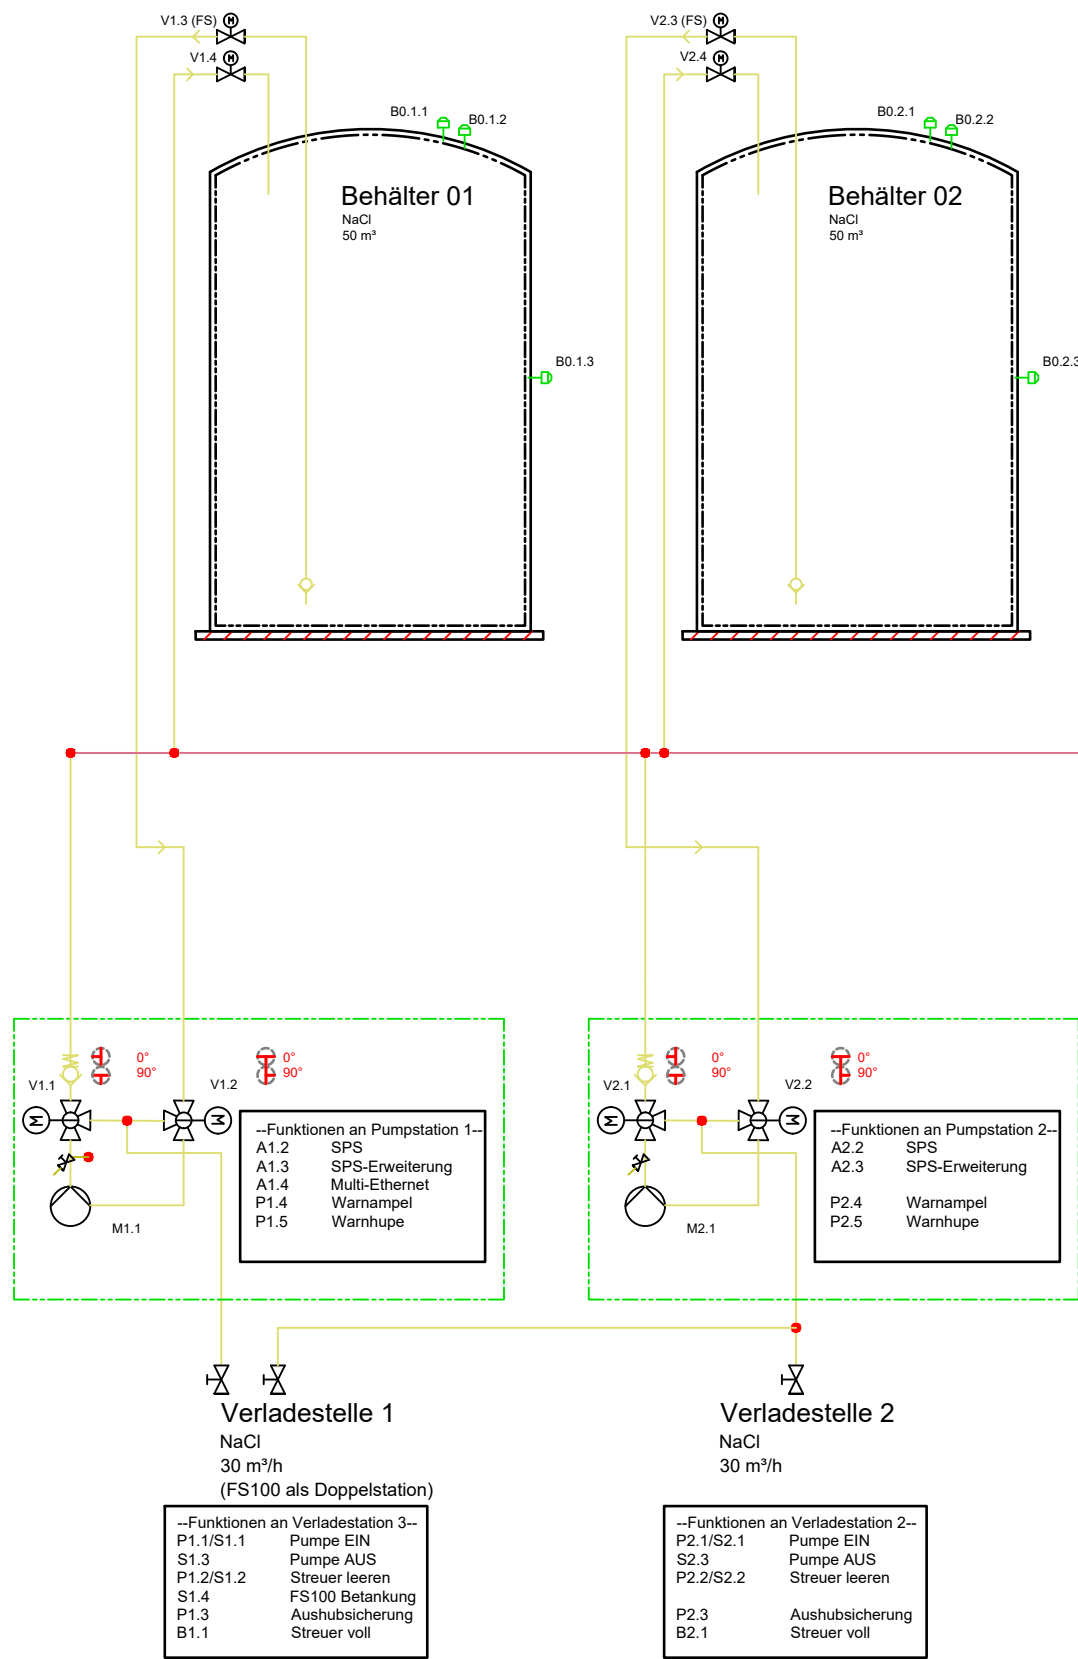 V1.3 (FS)
M
V1.4
M
V2.3 (FS)
M
V2.4
M
B0.1.1
B0.1.2
B0.2.1
B0.2.2
Behälter 01
NaCl
50 m³
Behälter 02
NaCl
50 m³
B0.1.3
B0.2.3
0°
90°
0°
90°
V1.1
V1.2
M
M
M1.1
--Funktionen an Pumpstation 1--
A1.2 SPS
A1.3 SPS-Erweiterung
A1.4 Multi-Ethernet
P1.4 Warnampel
P1.5 Warnhupe
0°
90°
0°
90°
V2.1
V2.2
M
M
M2.1
--Funktionen an Pumpstation 2--
A2.2 SPS
A2.3 SPS-Erweiterung
P2.4 Warnampel
P2.5 Warnhupe
Verladestelle 1
NaCl
30 m³/h
(FS100 als Doppelstation)
--Funktionen an Verladestation 3--
P1.1/S1.1 Pumpe EIN
S1.3 Pumpe AUS
P1.2/S1.2 Streuer leeren
S1.4 FS100 Betankung
P1.3 Aushubsicherung
B1.1 Streuer voll
Verladestelle 2
NaCl
30 m³/h
--Funktionen an Verladestation 2--
P2.1/S2.1 Pumpe EIN
S2.3 Pumpe AUS
P2.2/S2.2 Streuer leeren
P2.3 Aushubsicherung
B2.1 Streuer voll